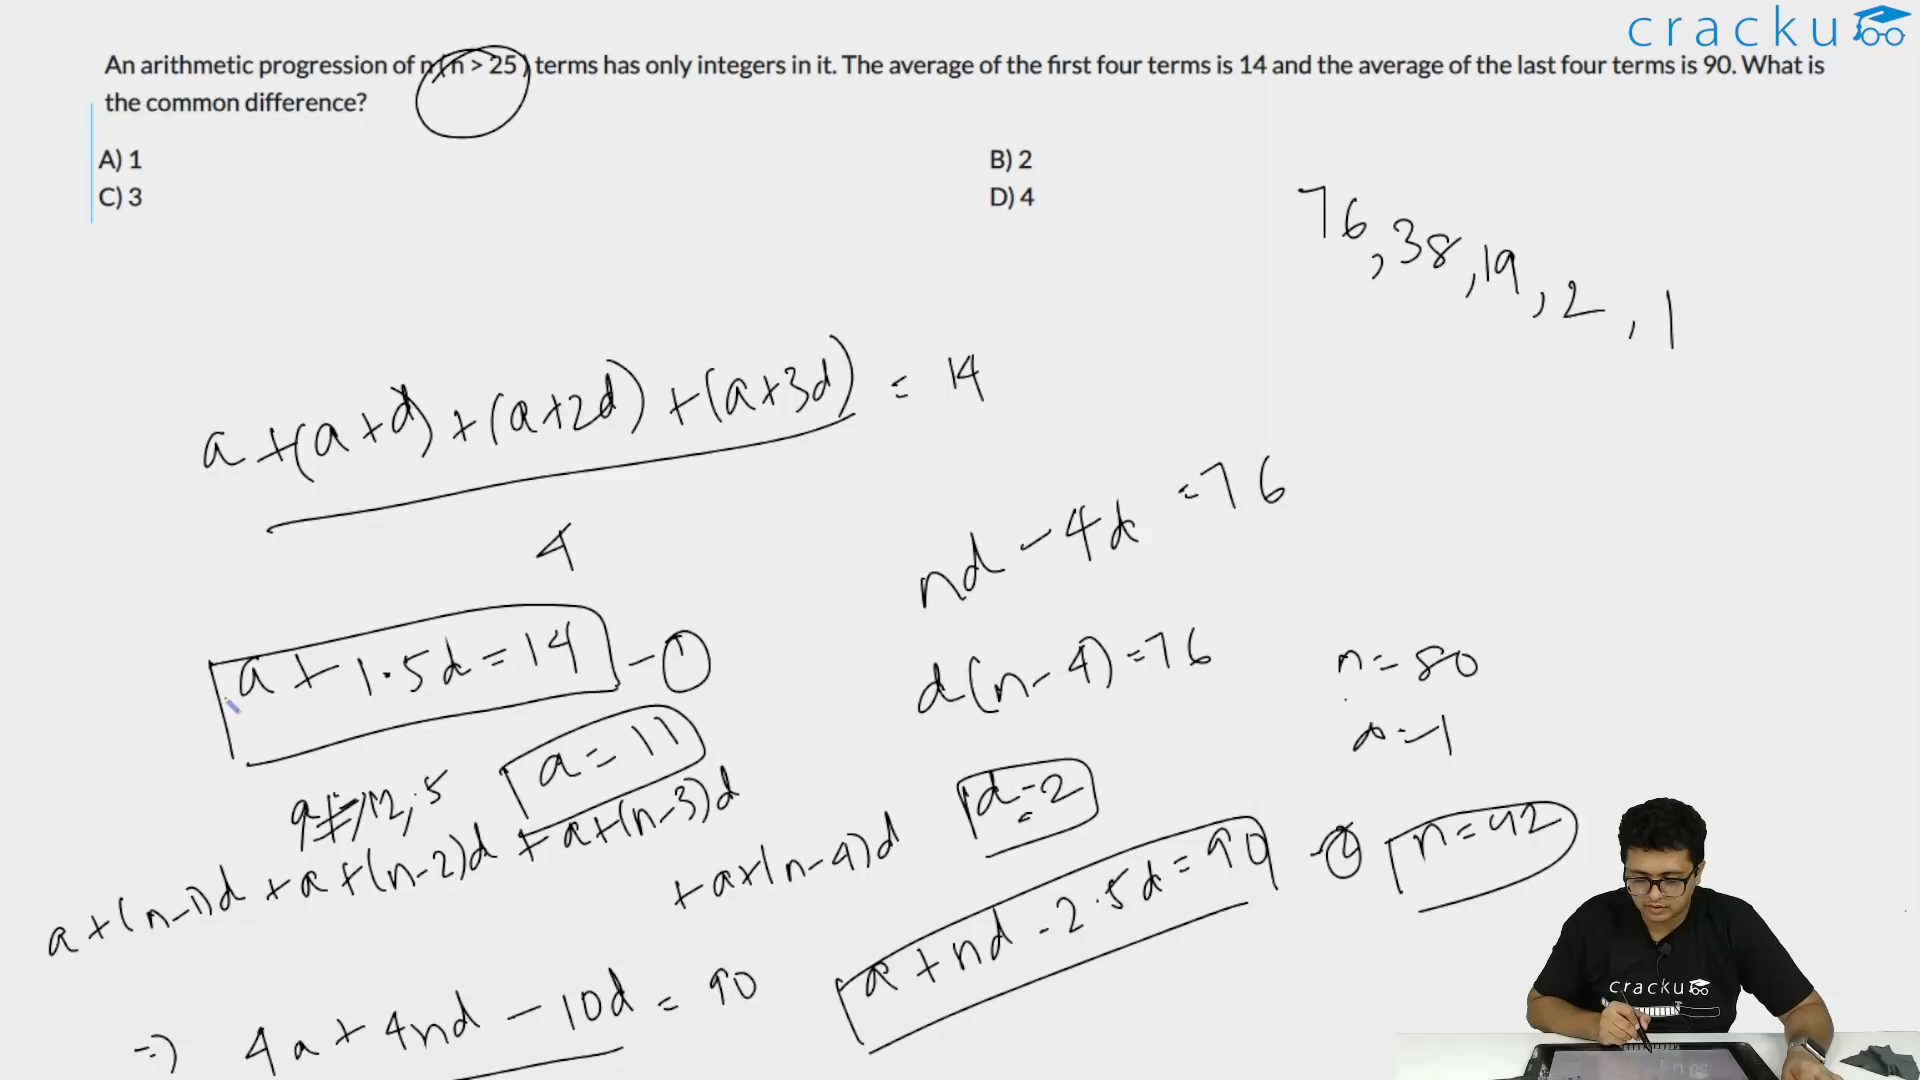 cracku
An arithmetic progression of n( n > 25 ) terms has only integers in it. The average of the first four terms is 14 and the average of the last four terms is 90. What is
the common difference?
A) 1
B) 2
C) 3
D) 4
76, 38, 19, 2, 1
a+(a+d)+(a+2d)+(a+3d) = 14
4
nd - 4d = 76
a + 1.5d = 14 - 1
d(n-4)=76
n = 80
a = 11
d = 2
n = 42
a+(n-1)d + a+(n-2)d + a+(n-3)d
+ a+(n-4)d
a + nd - 2.5d = 90 - 2
=) 4a + 4nd - 10d = 90
cracku